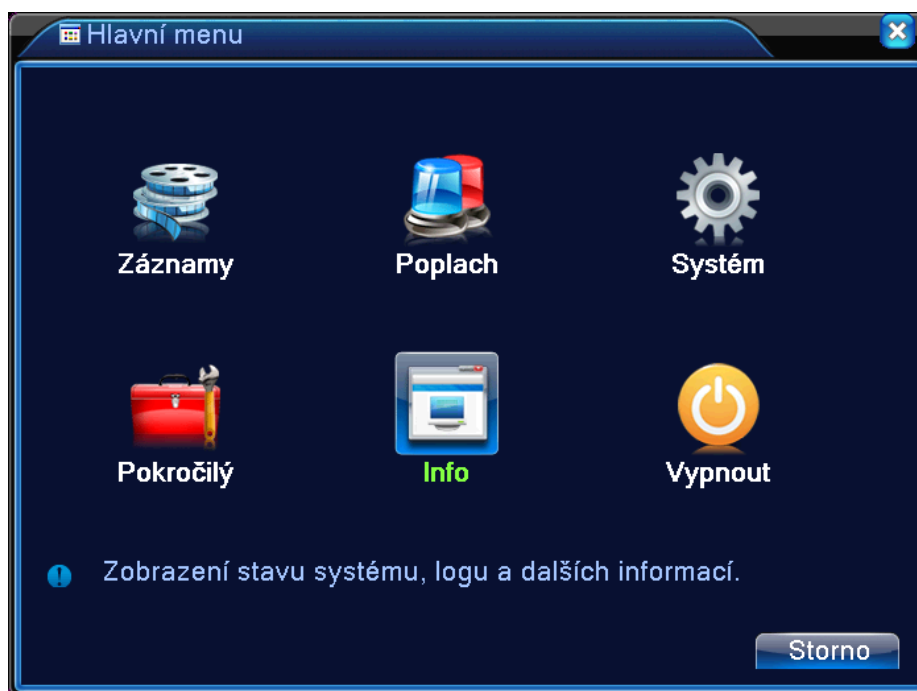 Hlavní menu
Záznamy
Poplach
Systém
Pokročilý
Info
Vypnout
Zobrazení stavu systému, logu a dalších informací.
Storno